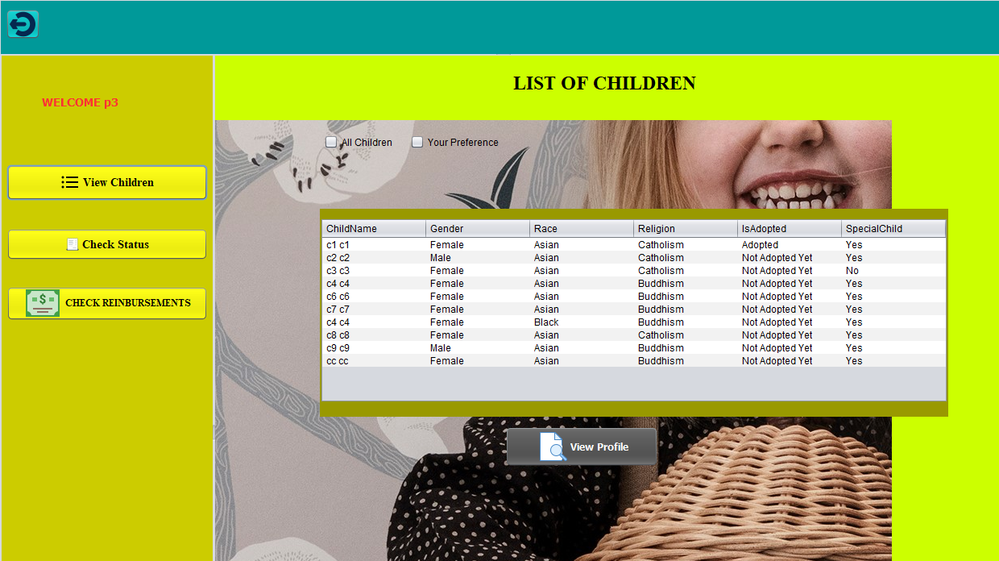 LIST OF CHILDREN
WELCOME p3
All Children Your Preference
View Children
Check Status
CHECK REINBURSEMENTS
ChildName Gender Race Religion IsAdopted SpecialChild
c1 c1 Female Asian Catholism Adopted Yes
c2 c2 Male Asian Catholism Not Adopted Yet Yes
c3 c3 Female Asian Catholism Not Adopted Yet No
c4 c4 Female Asian Buddhism Not Adopted Yet Yes
c6 c6 Female Asian Buddhism Not Adopted Yet Yes
c7 c7 Female Asian Buddhism Not Adopted Yet Yes
c4 c4 Female Black Buddhism Not Adopted Yet Yes
c8 c8 Female Asian Catholism Not Adopted Yet Yes
c9 c9 Male Asian Buddhism Not Adopted Yet Yes
cc cc Female Asian Buddhism Not Adopted Yet Yes
View Profile